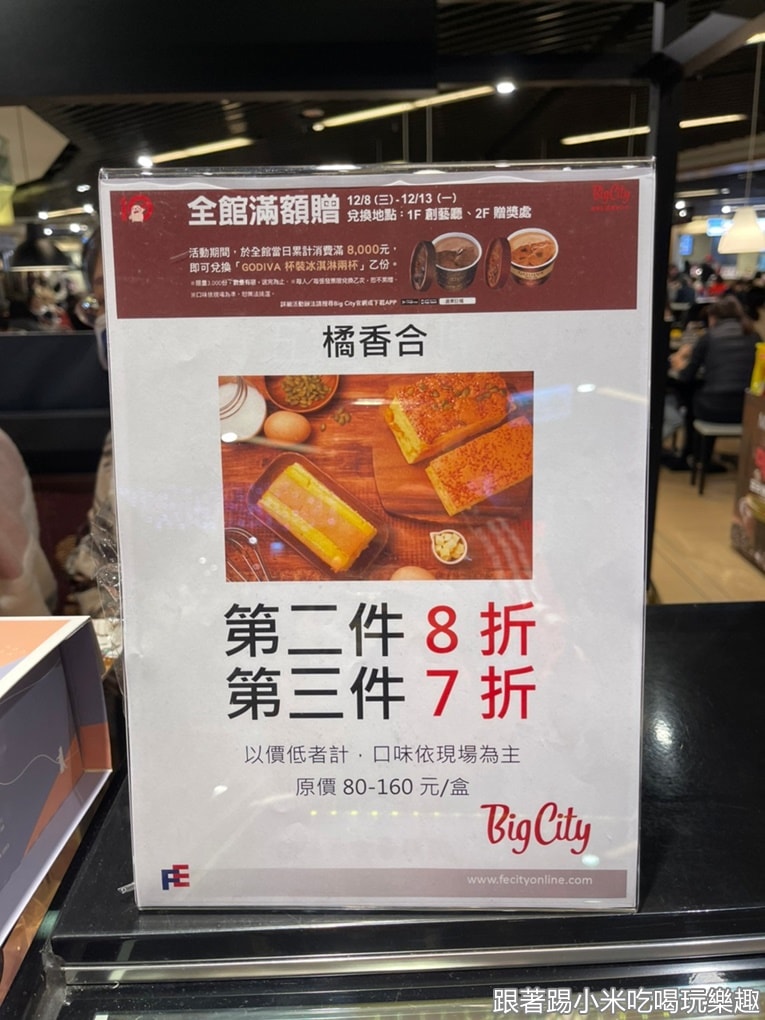 全館滿額贈
12/8 (三) - 12/13 (一)
兌換地點：1F 創藝廳、2F 贈獎處
BigCity
活動期間，於全館當日累計消費滿 8,000元，
即可兌換「GODIVA 杯裝冰淇淋兩杯」乙份。
橘香合
第二件 8 折
第三件 7 折
以價低者計．口味依現場為主
原價 80-160 元/盒
BigCity
FE
www.fecityonline.com
跟著踢小米吃喝玩樂趣